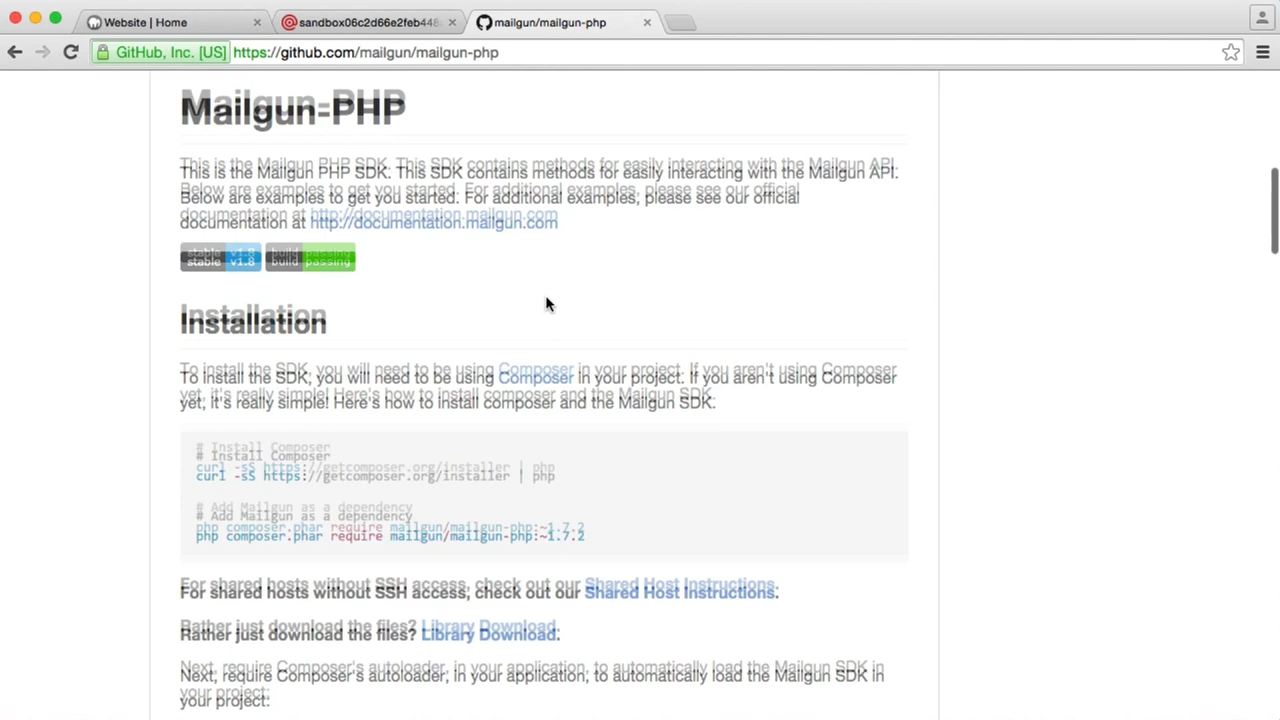 Website | Home
sandbox06c2d66e2feb448
mailgun/mailgun-php
GitHub, Inc. [US]
https://github.com/mailgun/mailgun-php
Mailgun-PHP
This is the Mailgun PHP SDK. This SDK contains methods for easily interacting with the Mailgun API.
Below are examples to get you started. For additional examples, please see our official
documentation at http://documentation.mailgun.com
stable v1.8 build passing
Installation
To install the SDK, you will need to be using Composer in your project. If you aren't using Composer
yet, it's really simple! Here's how to install composer and the Mailgun SDK.
# Install Composer
curl -sS https://getcomposer.org/installer | php
# Add Mailgun as a dependency
php composer.phar require mailgun/mailgun-php:~1.7.2
For shared hosts without SSH access, check out our Shared Host Instructions.
Rather just download the files? Library Download.
Next, require Composer's autoloader, in your application, to automatically load the Mailgun SDK in
your project: